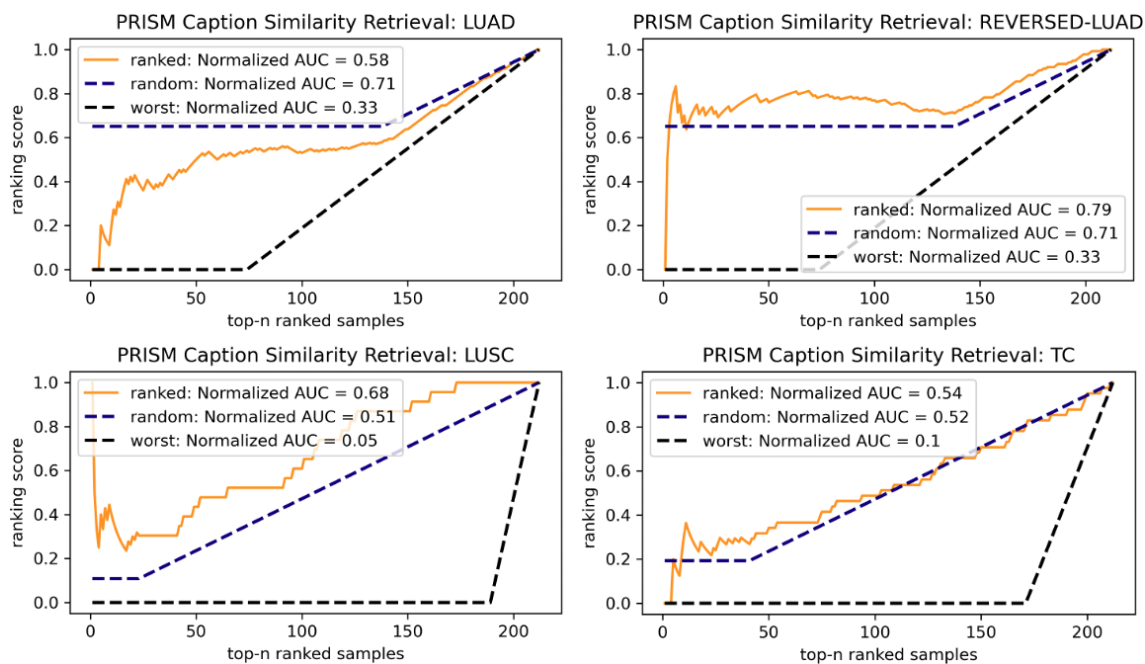 PRISM Caption Similarity Retrieval: LUAD
ranking score
1.0
0.8
0.6
0.4
0.2
0.0
ranked: Normalized AUC = 0.58
random: Normalized AUC = 0.71
worst: Normalized AUC = 0.33
0 50 100 150 200
top-n ranked samples
PRISM Caption Similarity Retrieval: REVERSED-LUAD
ranking score
1.0
0.8
0.6
0.4
0.2
0.0
ranked: Normalized AUC = 0.79
random: Normalized AUC = 0.71
worst: Normalized AUC = 0.33
0 50 100 150 200
top-n ranked samples
PRISM Caption Similarity Retrieval: LUSC
ranking score
1.0
0.8
0.6
0.4
0.2
0.0
ranked: Normalized AUC = 0.68
random: Normalized AUC = 0.51
worst: Normalized AUC = 0.05
0 50 100 150 200
top-n ranked samples
PRISM Caption Similarity Retrieval: TC
ranking score
1.0
0.8
0.6
0.4
0.2
0.0
ranked: Normalized AUC = 0.54
random: Normalized AUC = 0.52
worst: Normalized AUC = 0.1
0 50 100 150 200
top-n ranked samples